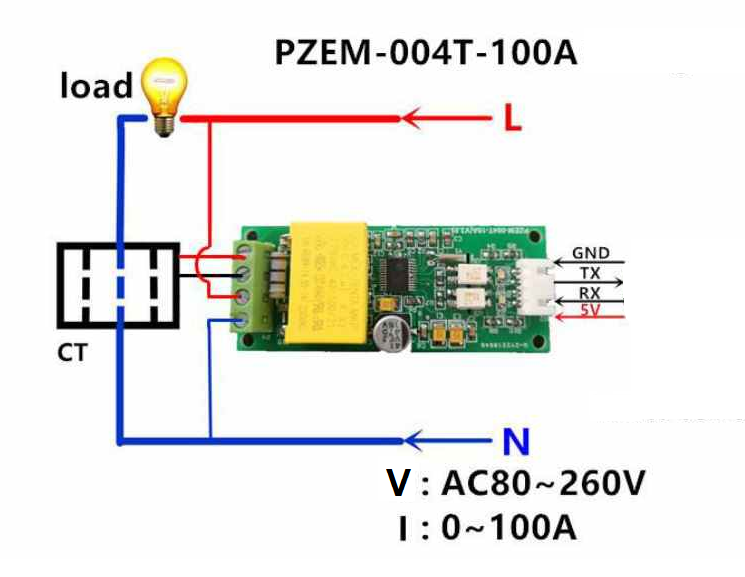 PZEM-004T-100A
load
L
GND
TX
RX
5V
CT
N
V : AC80~260V
I : 0~100A